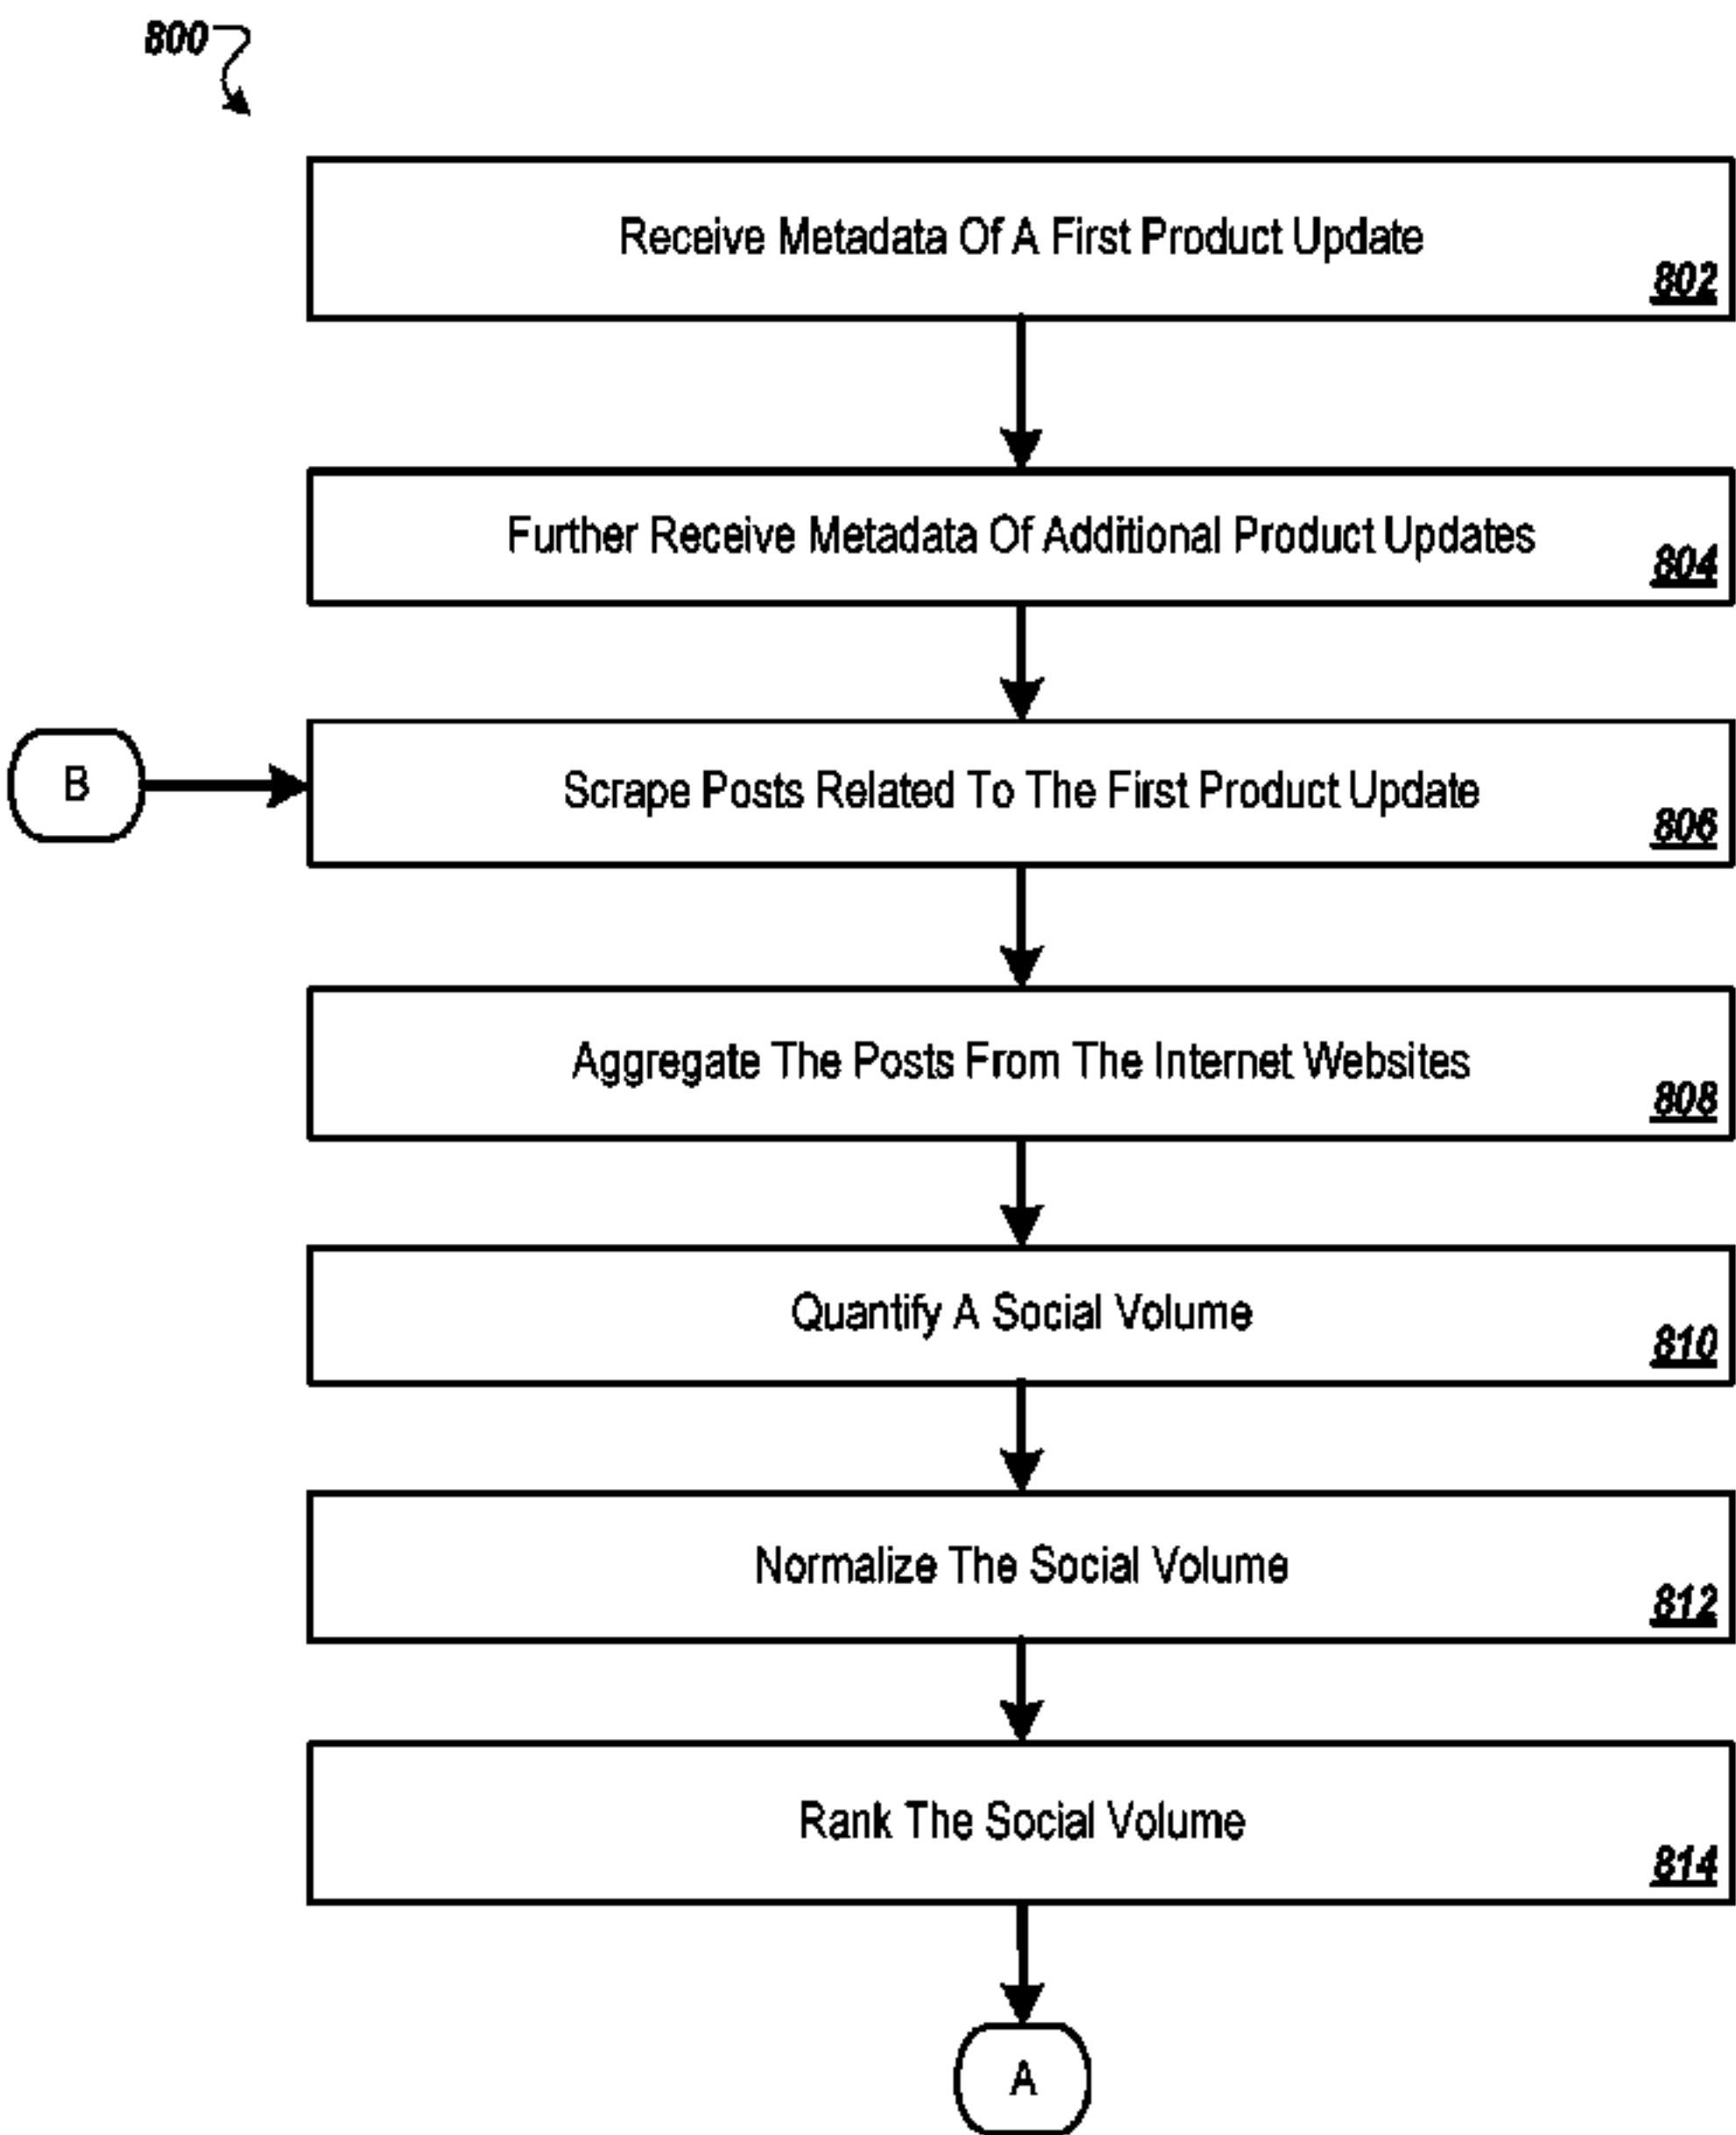 800
Receive Metadata Of A First Product Update
802
Further Receive Metadata Of Additional Product Updates
804
B
Scrape Posts Related To The First Product Update
806
Aggregate The Posts From The Internet Websites
808
Quantify A Social Volume
810
Normalize The Social Volume
812
Rank The Social Volume
814
A